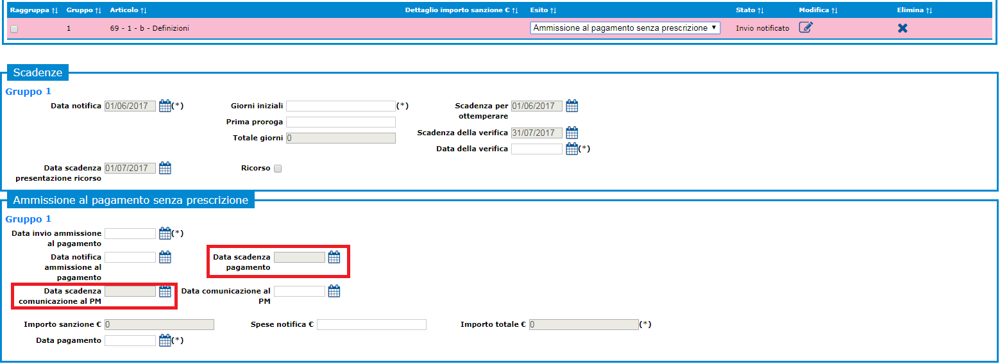 Raggruppa ↑↓ Gruppo ↑↓ Articolo ↑↓ Dettaglio importo sanzione € ↑↓ Esito ↑↓ Stato ↑↓ Modifica ↑↓ Elimina ↑↓
1 69 - 1 - b - Definizioni Ammissione al pagamento senza prescrizione Invio notificato
Scadenze
Gruppo 1
Data notifica 01/06/2017 (*) Giorni iniziali (*) Scadenza per 01/06/2017
ottemperare
Prima proroga
Totale giorni 0 Scadenza della verifica 31/07/2017
Data della verifica (*)
Data scadenza 01/07/2017 Ricorso
presentazione ricorso
Ammissione al pagamento senza prescrizione
Gruppo 1
Data invio ammissione (*)
al pagamento
Data notifica Data scadenza
ammissione al pagamento
pagamento
Data scadenza Data comunicazione al
comunicazione al PM PM
Importo sanzione € 0 Spese notifica € Importo totale € 0 (*)
Data pagamento (*)